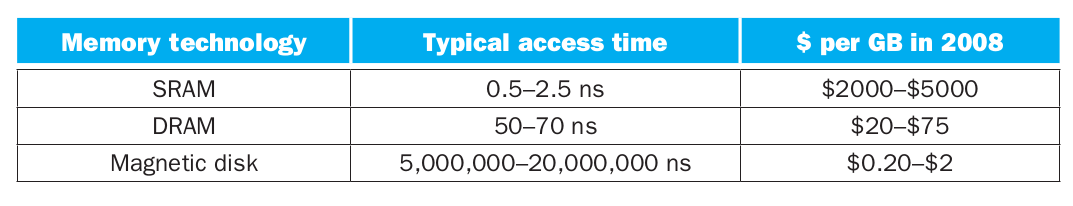 Memory technology Typical access time $ per GB in 2008
SRAM 0.5–2.5 ns $2000–$5000
DRAM 50–70 ns $20–$75
Magnetic disk 5,000,000–20,000,000 ns $0.20–$2